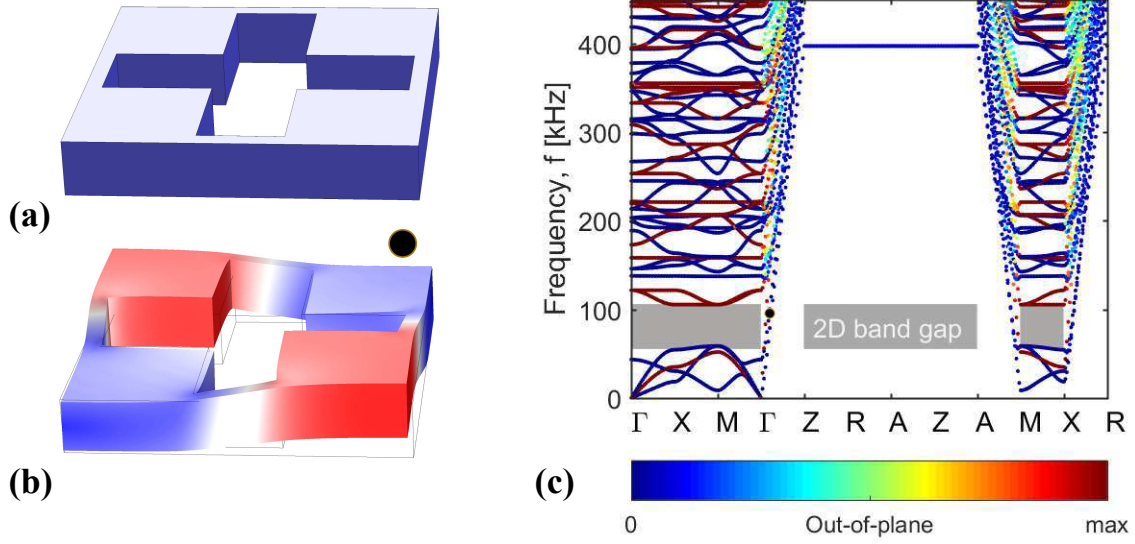 (a)
(b)
(c)
Frequency, f [kHz]
400
300
200
100
0
2D band gap
Γ X M Γ Z R A Z A M X R
0 Out-of-plane max